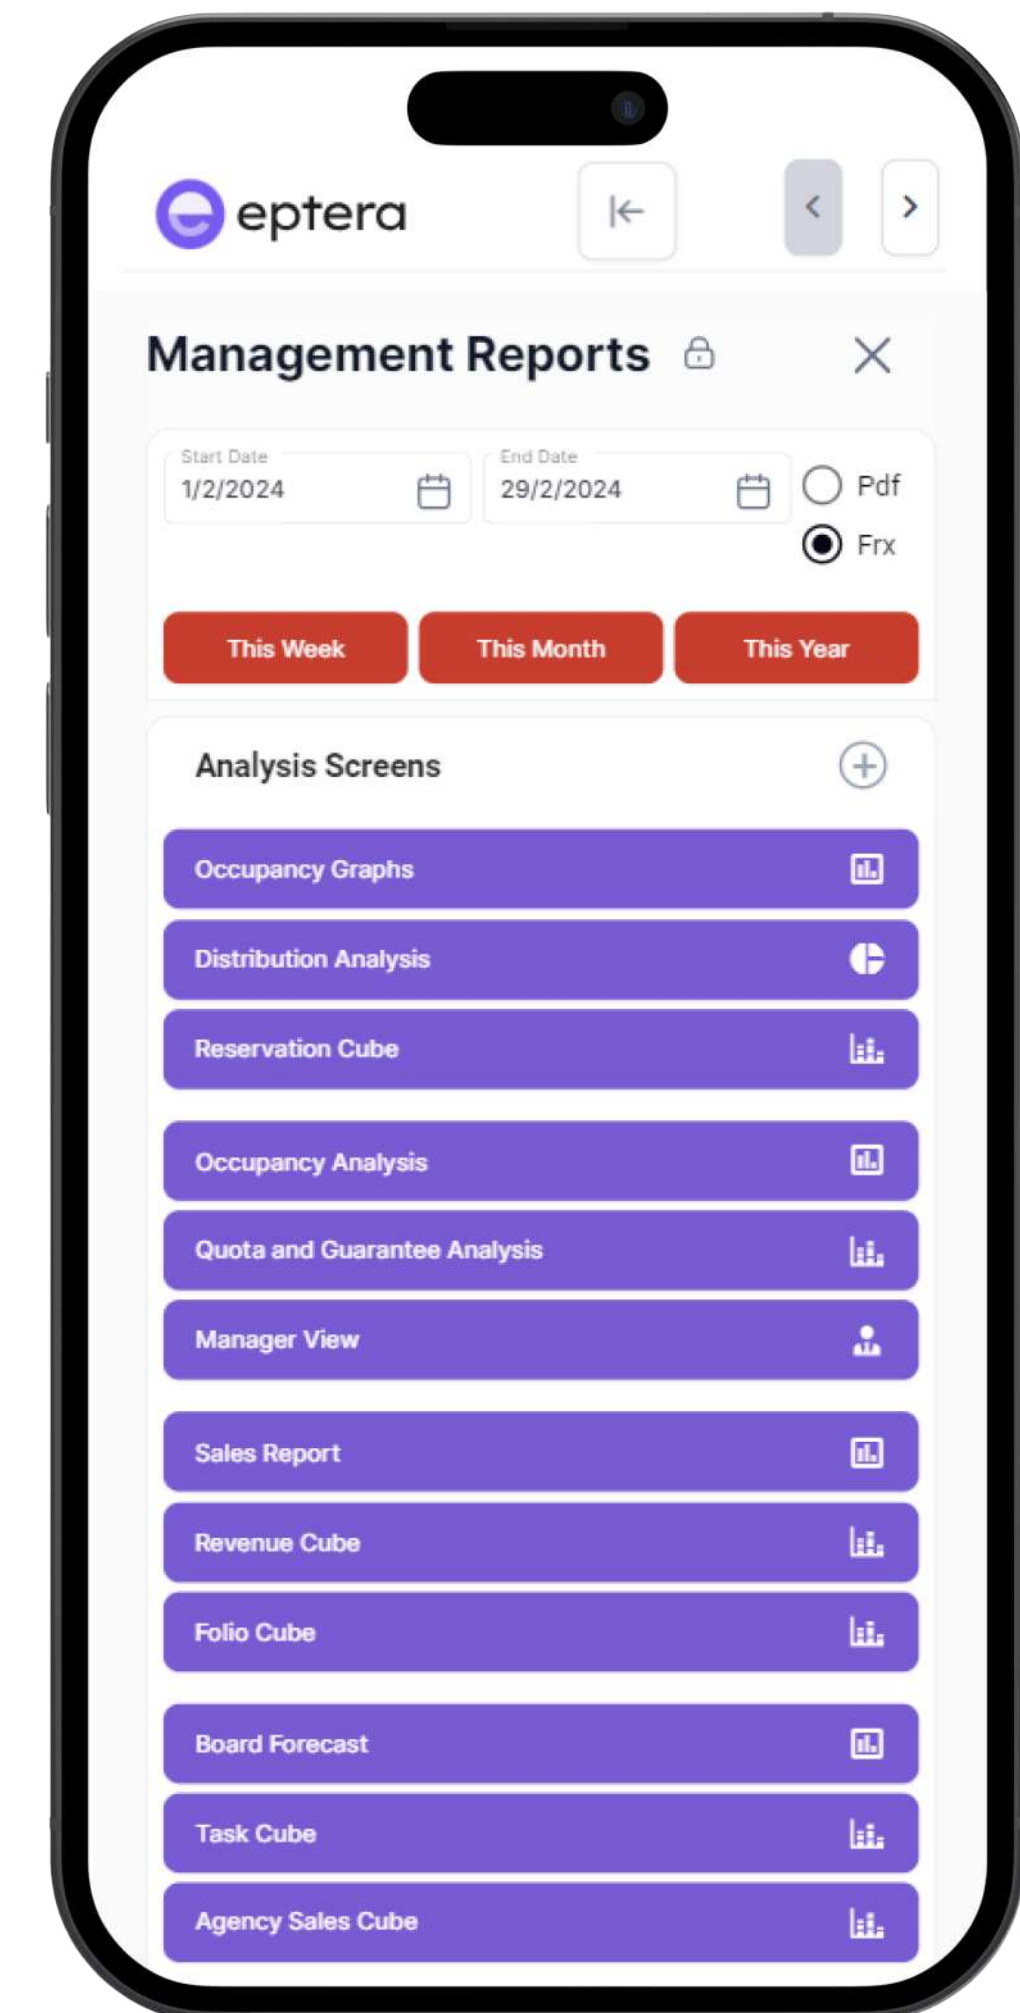 eptera
Management Reports
Start Date
1/2/2024
End Date
29/2/2024
Pdf
Frx
This Week
This Month
This Year
Analysis Screens
Occupancy Graphs
Distribution Analysis
Reservation Cube
Occupancy Analysis
Quota and Guarantee Analysis
Manager View
Sales Report
Revenue Cube
Folio Cube
Board Forecast
Task Cube
Agency Sales Cube